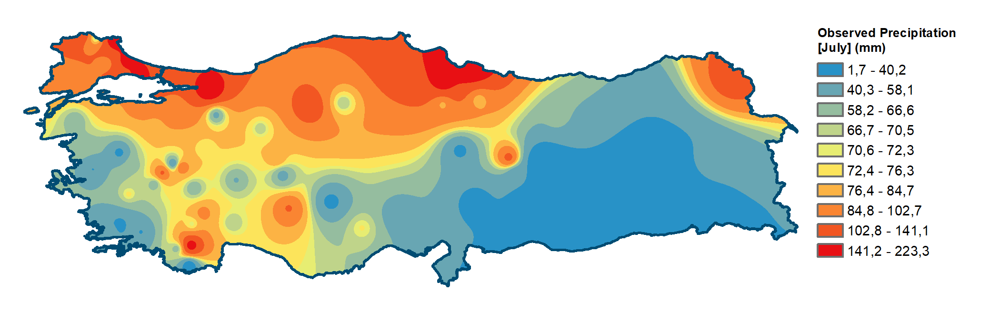 Observed Precipitation
[July] (mm)
1,7 - 40,2
40,3 - 58,1
58,2 - 66,6
66,7 - 70,5
70,6 - 72,3
72,4 - 76,3
76,4 - 84,7
84,8 - 102,7
102,8 - 141,1
141,2 - 223,3